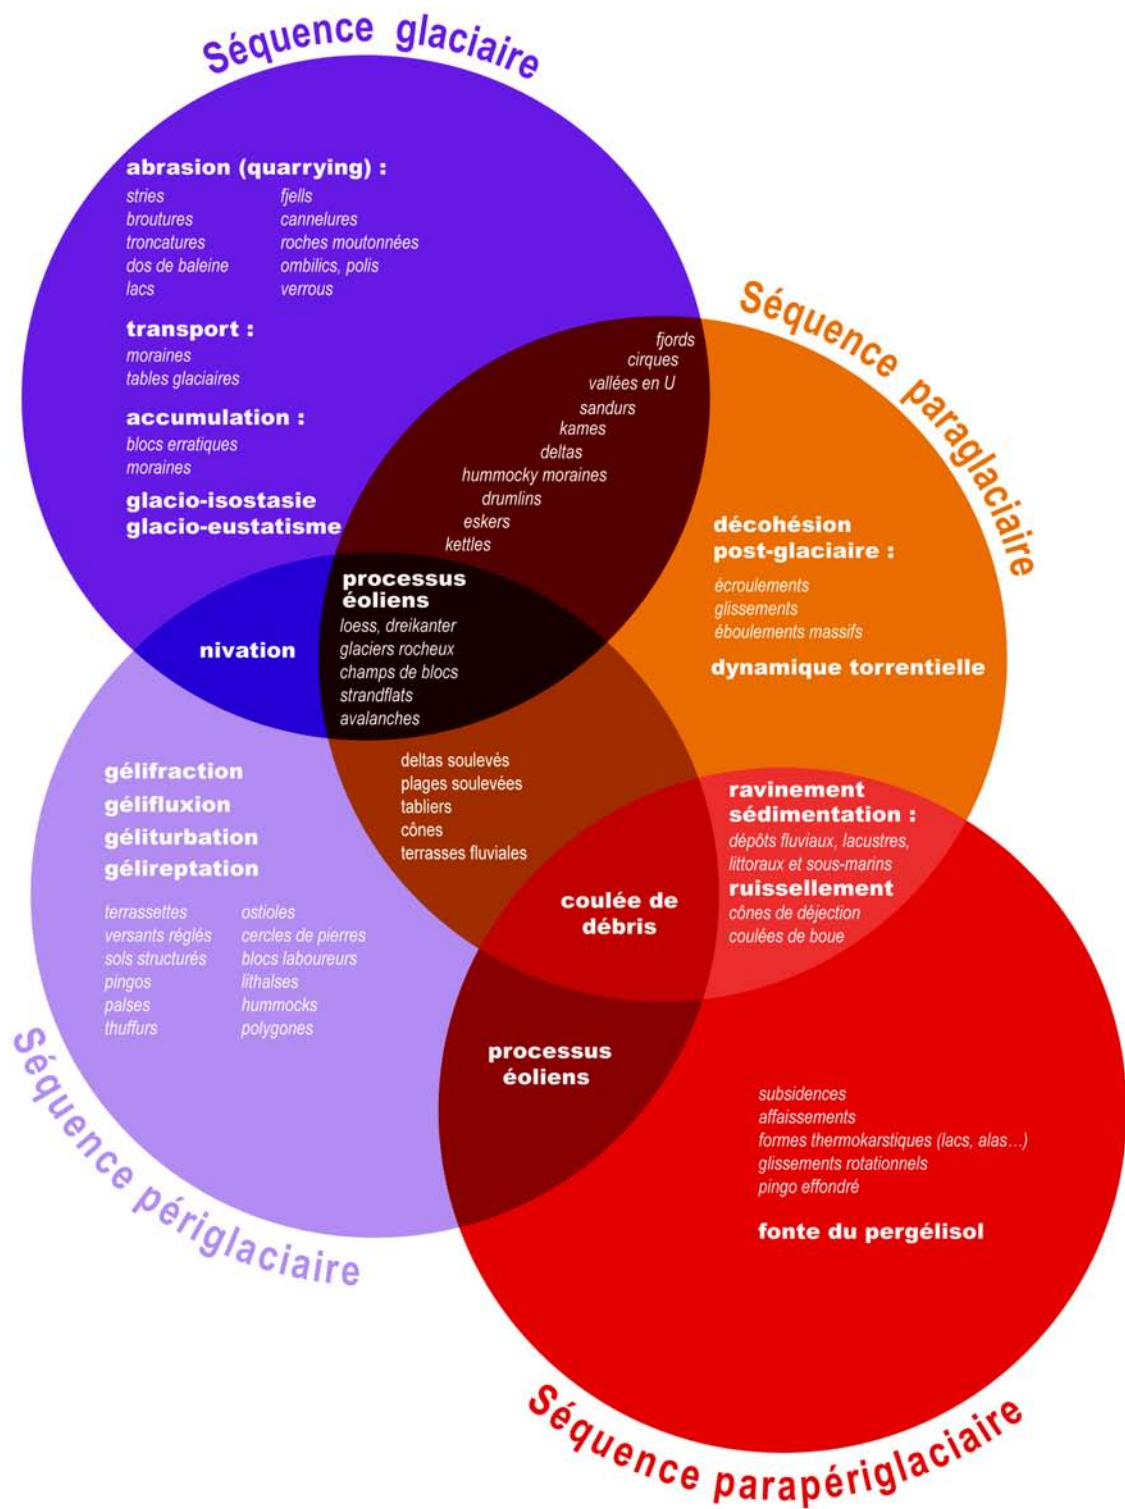 Séquence glaciaire
abrasion (quarrying) :
stries
broutures
troncatures
dos de baleine
lacs
fjells
cannelures
roches moutonnées
ombilics, polis
verrous
transport :
moraines
tables glaciaires
accumulation :
blocs erratiques
moraines
glacio-isostasie
glacio-eustatisme
Séquence paraglaciaire
fjords
cirques
vallées en U
sandurs
kames
deltas
hummocky moraines
drumlins
eskers
kettles
décohésion
post-glaciaire :
écroulements
glissements
éboulements massifs
dynamique torrentielle
processus
éoliens
loess, dreikanter
glaciers rocheux
champs de blocs
strandflats
avalanches
nivation
deltas soulevés
plages soulevées
tabliers
cônes
terrasses fluviales
gélifraction
gélifluxion
géliturbation
gélireptation
terrassettes
versants réglés
sols structurés
pingos
palses
thuffurs
ostioles
cercles de pierres
blocs laboureurs
lithalses
hummocks
polygones
Séquence périglaciaire
ravinement
sédimentation :
dépôts fluviaux, lacustres,
littoraux et sous-marins
ruissellement
cônes de déjection
coulées de boue
coulée de
débris
processus
éoliens
subsidences
affaissements
formes thermokarstiques (lacs, alas…)
glissements rotationnels
pingo effondré
fonte du pergélisol
Séquence parapériglaciaire